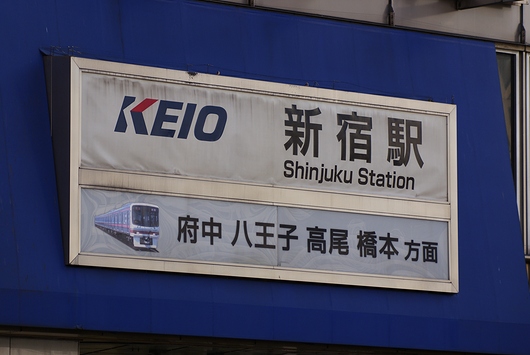 KEIO 新宿駅
Shinjuku Station
府中 八王子 高尾 橋本 方面